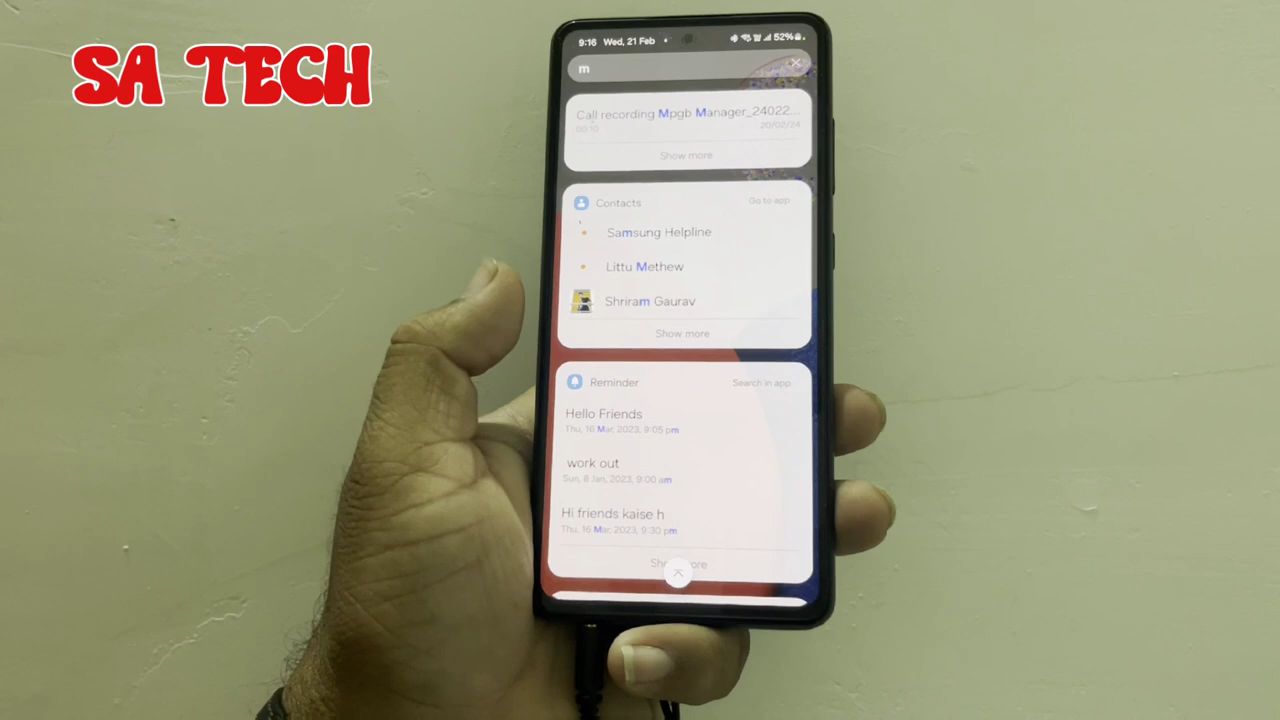 SA TECH
9:16 Wed, 21 Feb
52%
m
Call recording Mpgb Manager_24022...
00:10
20/02/24
Show more
Contacts
Go to app
Samsung Helpline
Littu Methew
Shriram Gaurav
Show more
Reminder
Search in app
Hello Friends
Thu, 16 Mar, 2023, 9:05 pm
work out
Sun, 8 Jan, 2023, 9:00 am
Hi friends kaise h
Thu, 16 Mar, 2023, 9:30 pm